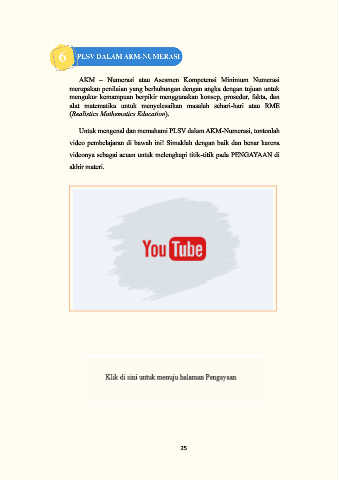 6 PLSV DALAM AKM-NUMERASI
AKM – Numerasi atau Asesmen Kompetensi Minimum Numerasi
merupakan penilaian yang berhubungan dengan angka dengan tujuan untuk
mengukur kemampuan berpikir menggunakan konsep, prosedur, fakta, dan
alat matematika untuk menyelesaikan masalah sehari-hari atau RME
(Realistics Mathematics Education).
Untuk mengenal dan memahami PLSV dalam AKM-Numerasi, tontonlah
video pembelajaran di bawah ini! Simaklah dengan baik dan benar karena
videonya sebagai acuan untuk melengkapi titik-titik pada PENGAYAAN di
akhir materi.
YouTube
Klik di sini untuk menuju halaman Pengayaan
25